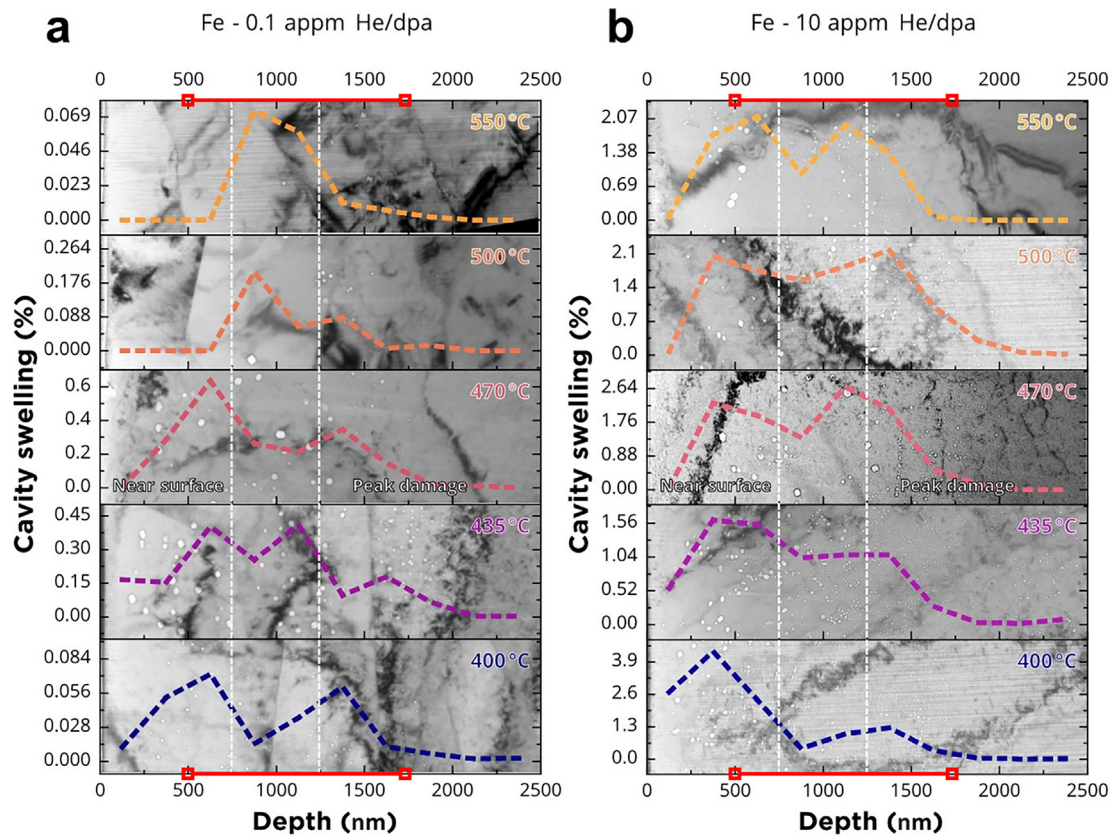 a
Fe - 0.1 appm He/dpa
0 500 1000 1500 2000 2500
550°C
0.069
0.046
0.023
0.000
500°C
0.264
0.176
0.088
0.000
470°C
0.6
0.4
0.2
0.0
Near surface
Peak damage
435°C
0.45
0.30
0.15
0.00
400°C
0.084
0.056
0.028
0.000
Cavity swelling (%)
0 500 1000 1500 2000 2500
Depth (nm)
b
Fe - 10 appm He/dpa
0 500 1000 1500 2000 2500
550°C
2.07
1.38
0.69
0.00
500°C
2.1
1.4
0.7
0.0
470°C
2.64
1.76
0.88
0.00
Near surface
Peak damage
435°C
1.56
1.04
0.52
0.00
400°C
3.9
2.6
1.3
0.0
Cavity swelling (%)
0 500 1000 1500 2000 2500
Depth (nm)